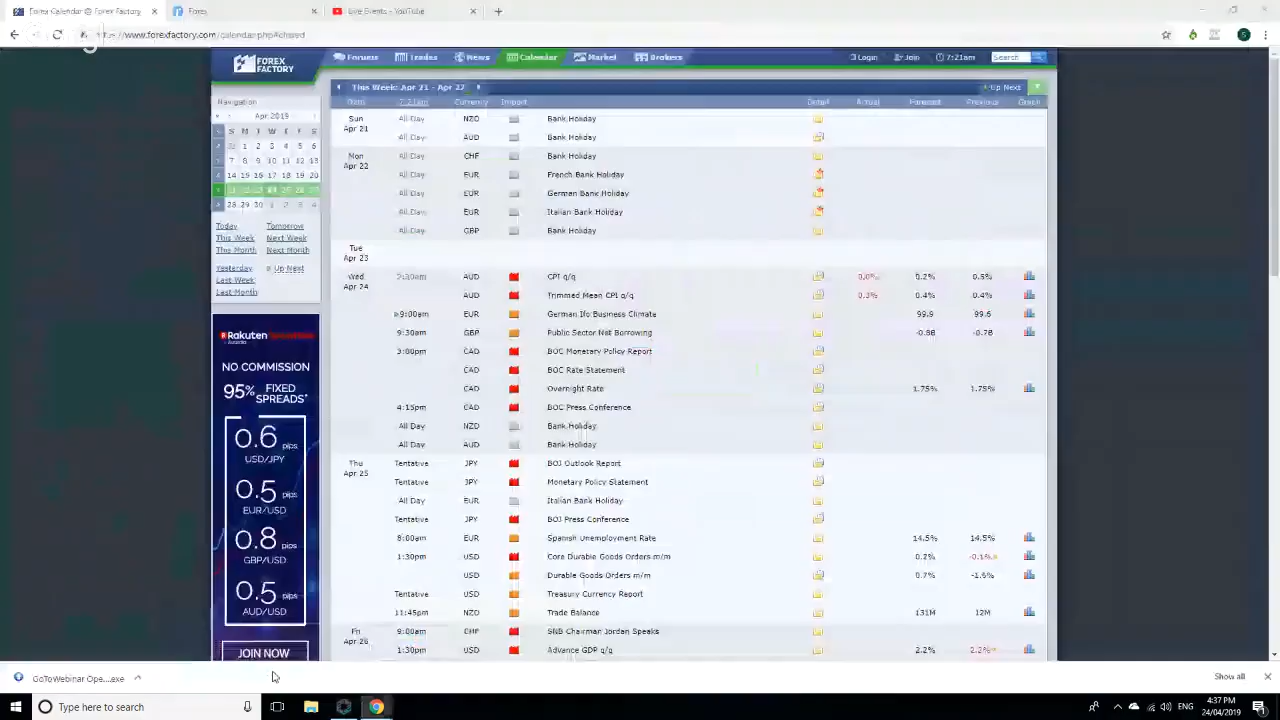 Forex Calendar @ Forex Factory
Forex
Live Events - YouTube
https://www.forexfactory.com/calendar.php#closed
S
FOREX
FACTORY
Forums Trades News Calendar Market Brokers
Login Join 7:21am Search
Navigation
Apr 2019
S M T W T F S
1 2 3 4 5 6
7 8 9 10 11 12 13
14 15 16 17 18 19 20
21 22 23 24 25 26 27
28 29 30 1 2 3 4
Today Tomorrow
This Week Next Week
This Month Next Month
Yesterday Up Next
Last Week
Last Month
Rakuten
NO COMMISSION
95% FIXED SPREADS*
0.6 pips
USD/JPY
0.5 pips
EUR/USD
0.8 pips
GBP/USD
0.5 pips
AUD/USD
JOIN NOW
This Week: Apr 21 - Apr 27 Up Next
Date 7:21am Currency Impact Detail Actual Forecast Previous Graph
Sun Apr 21 All Day NZD Bank Holiday
All Day AUD Bank Holiday
Mon Apr 22 All Day CHF Bank Holiday
All Day EUR French Bank Holiday
All Day EUR German Bank Holiday
All Day EUR Italian Bank Holiday
All Day GBP Bank Holiday
Tue Apr 23
Wed Apr 24 2:30am AUD CPI q/q 0.0% 0.2% 0.5%
AUD Trimmed Mean CPI q/q 0.3% 0.4% 0.4%
9:00am EUR German Ifo Business Climate 99.9 99.6
9:30am GBP Public Sector Net Borrowing -0.7B
3:00pm CAD BOC Monetary Policy Report
CAD BOC Rate Statement
CAD Overnight Rate 1.75% 1.75%
4:15pm CAD BOC Press Conference
All Day NZD Bank Holiday
All Day AUD Bank Holiday
Thu Apr 25 Tentative JPY BOJ Outlook Report
Tentative JPY Monetary Policy Statement
All Day EUR Italian Bank Holiday
Tentative JPY BOJ Press Conference
8:00am EUR Spanish Unemployment Rate 14.5% 14.5%
1:30pm USD Core Durable Goods Orders m/m 0.2% -0.1%
USD Durable Goods Orders m/m 0.7% -1.6%
Tentative USD Treasury Currency Report
11:45pm NZD Trade Balance 131M 12M
Fri Apr 26 9:00am CHF SNB Chairman Jordan Speaks
1:30pm USD Advance GDP q/q 2.2% 2.2%
GoToWebinar Ope....exe
Show all
Type here to search
ENG
4:37 PM
24/04/2019